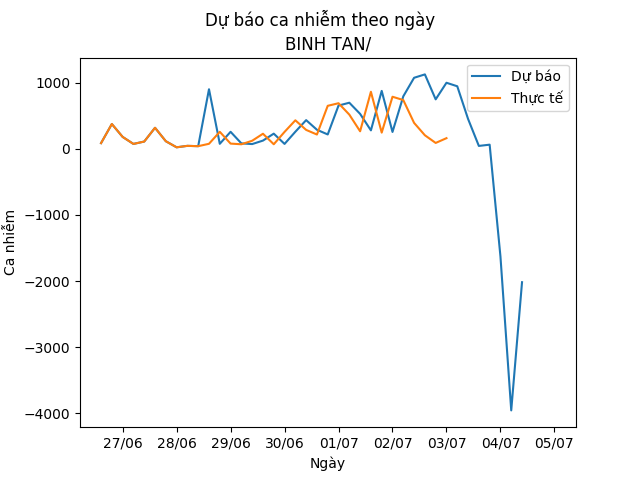 Dự báo ca nhiễm theo ngày
BINH TAN/
Dự báo
Thực tế
1000
0
−1000
−2000
−3000
−4000
Ca nhiễm
27/06 28/06 29/06 30/06 01/07 02/07 03/07 04/07 05/07
Ngày